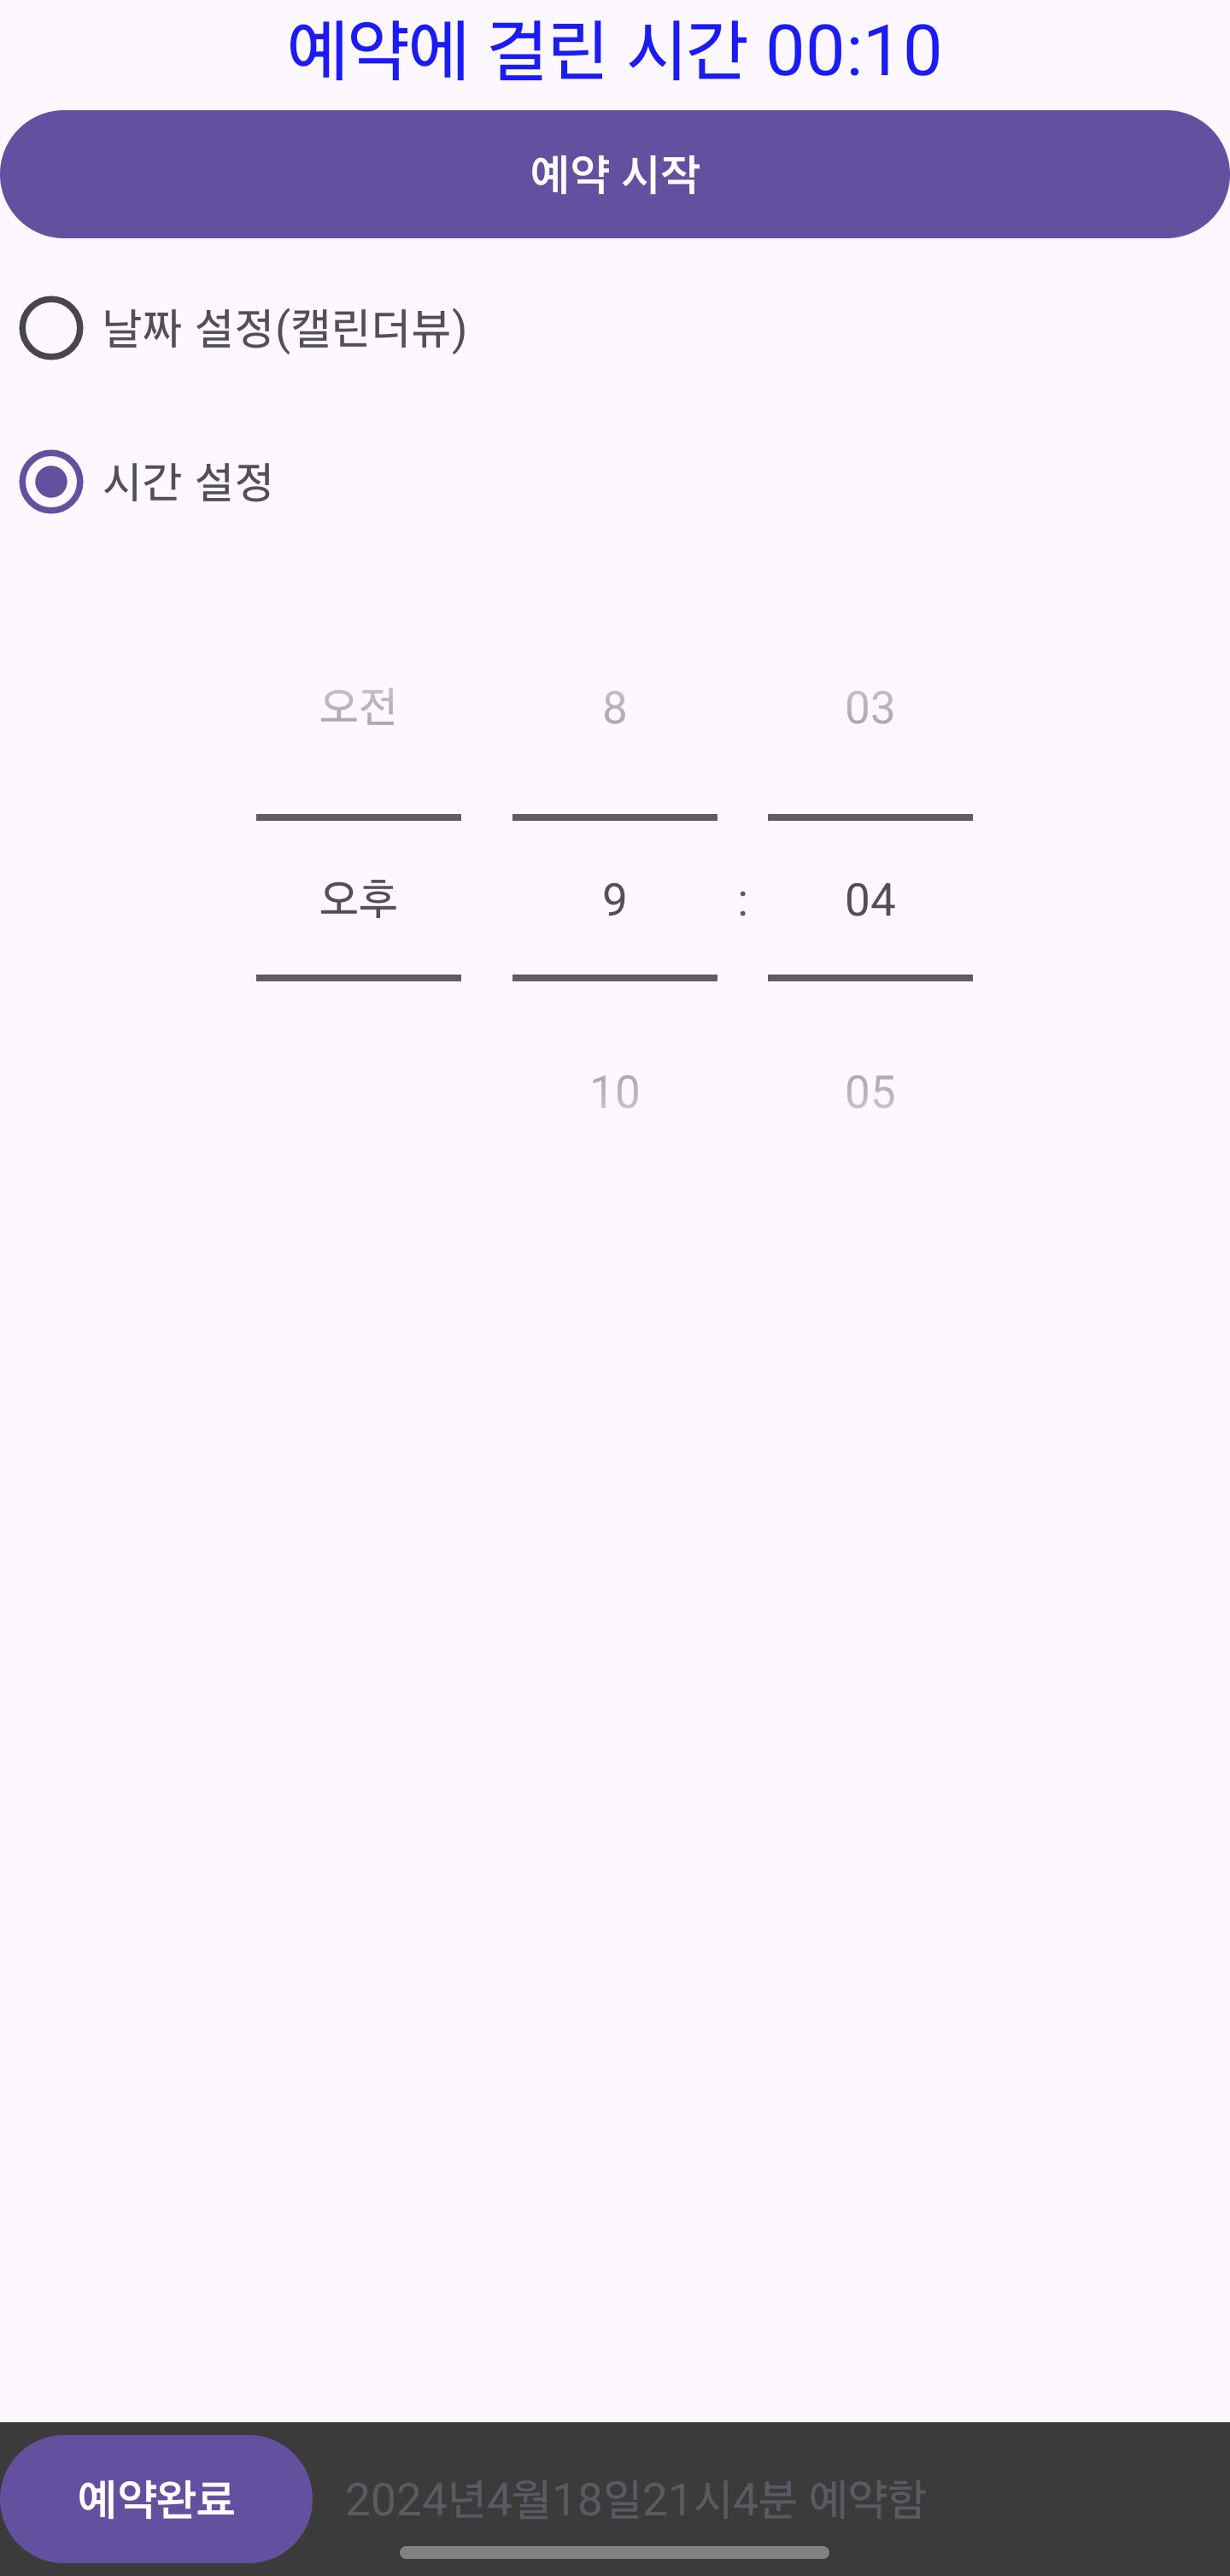 예약에 걸린 시간 00:10
예약 시작
날짜 설정(캘린더뷰)
시간 설정
오전 8 03
오후 9 : 04
10 05
예약완료 2024년4월18일21시4분 예약함